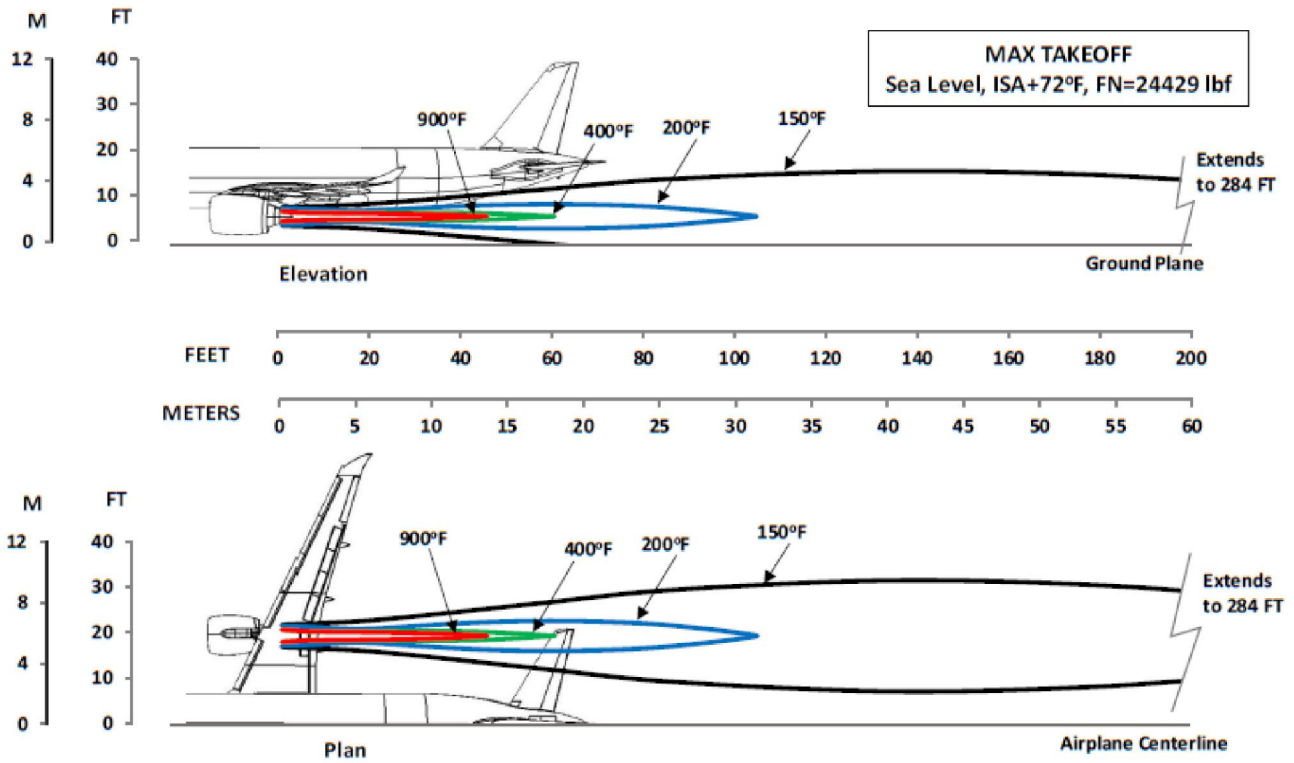 M
FT
MAX TAKEOFF
Sea Level, ISA+72ºF, FN=24429 lbf
12
40
30
8
900ºF
400ºF
200ºF
150ºF
20
4
10
0
0
Extends
to 284 FT
Elevation
Ground Plane
FEET
0 20 40 60 80 100 120 140 160 180 200
METERS
0 5 10 15 20 25 30 35 40 45 50 55 60
M
FT
12
40
30
8
900ºF
400ºF
200ºF
150ºF
20
4
10
0
0
Extends
to 284 FT
Plan
Airplane Centerline